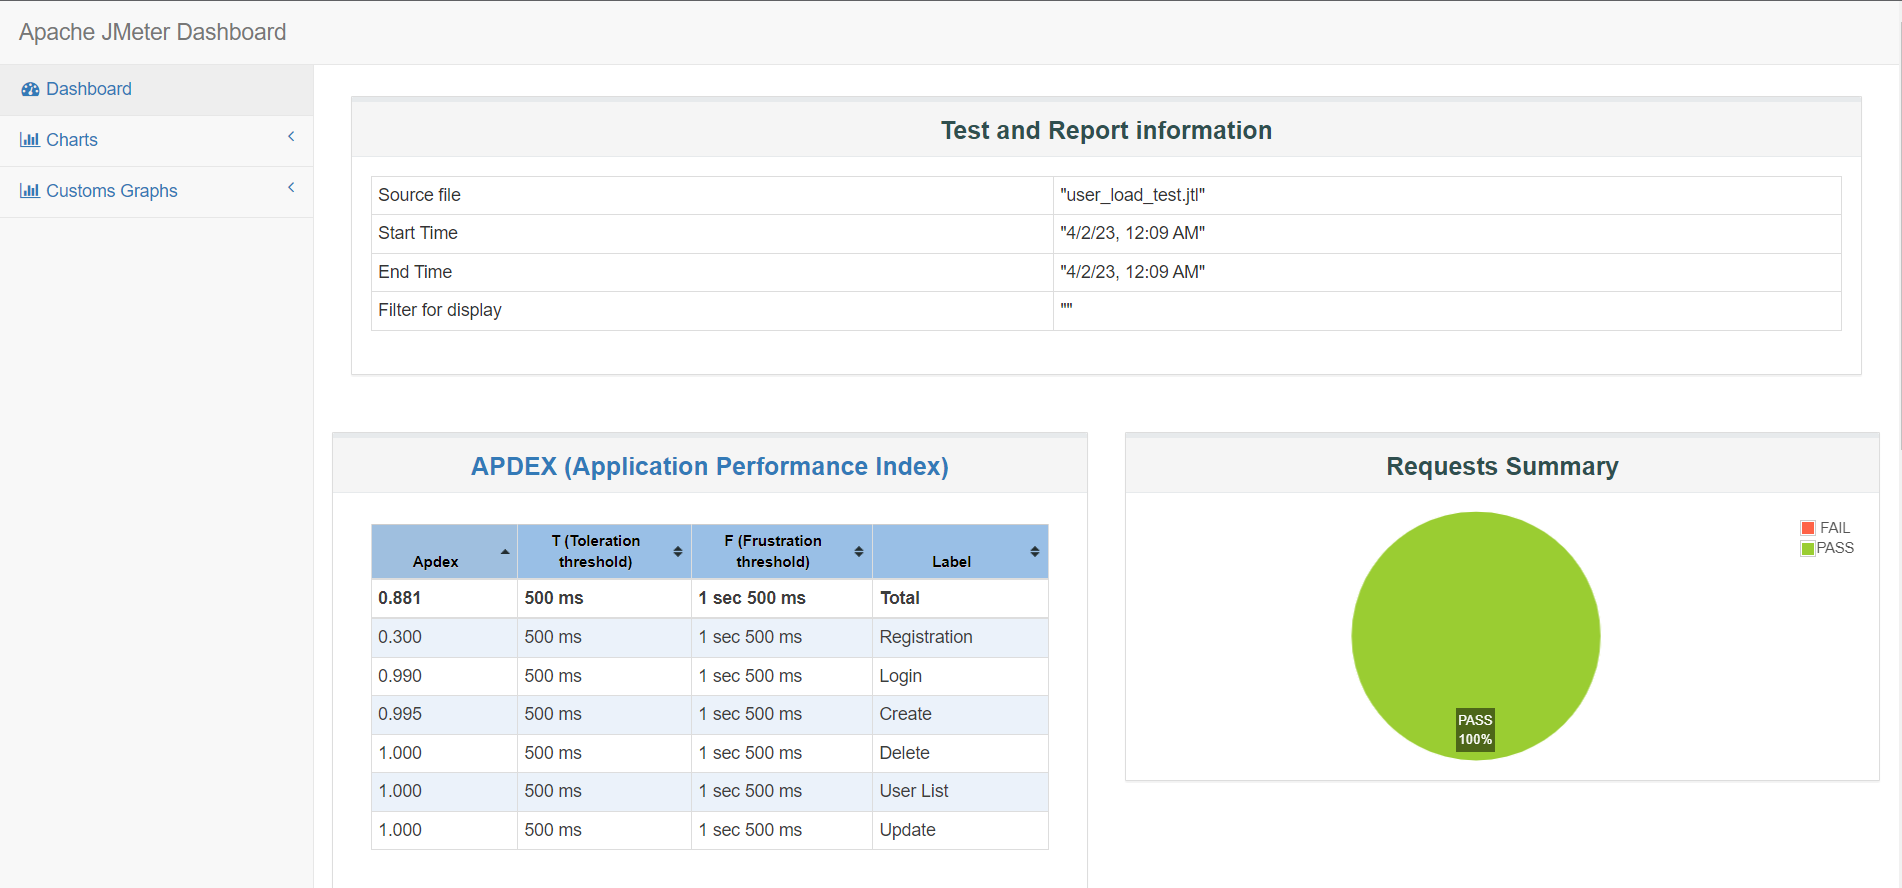 Apache JMeter Dashboard
Dashboard
Charts
Customs Graphs
Test and Report information
Source file "user_load_test.jtl"
Start Time "4/2/23, 12:09 AM"
End Time "4/2/23, 12:09 AM"
Filter for display ""
APDEX (Application Performance Index)
Apdex T (Toleration threshold) F (Frustration threshold) Label
0.881 500 ms 1 sec 500 ms Total
0.300 500 ms 1 sec 500 ms Registration
0.990 500 ms 1 sec 500 ms Login
0.995 500 ms 1 sec 500 ms Create
1.000 500 ms 1 sec 500 ms Delete
1.000 500 ms 1 sec 500 ms User List
1.000 500 ms 1 sec 500 ms Update
Requests Summary
FAIL
PASS
PASS
100%